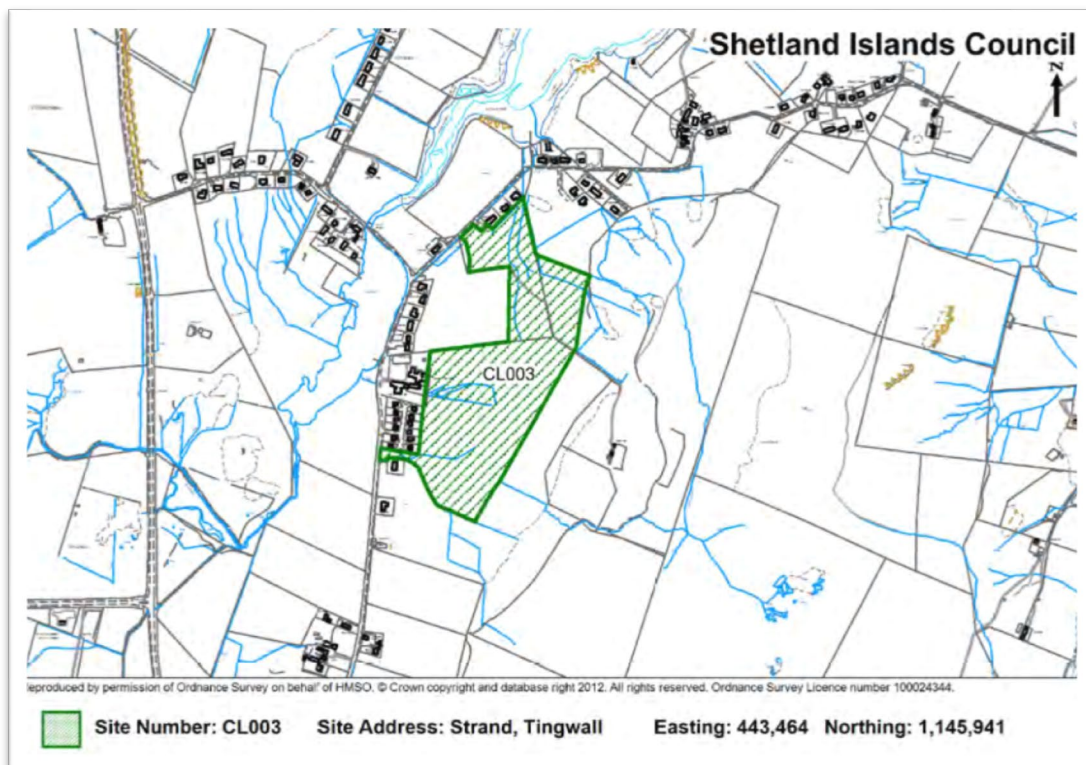 Shetland Islands Council
N
CL003
eproduced by permission of Ordnance Survey on behalf of HMSO. © Crown copyright and database right 2012. All rights reserved. Ordnance Survey Licence number 100024344.
Site Number: CL003 Site Address: Strand, Tingwall Easting: 443,464 Northing: 1,145,941